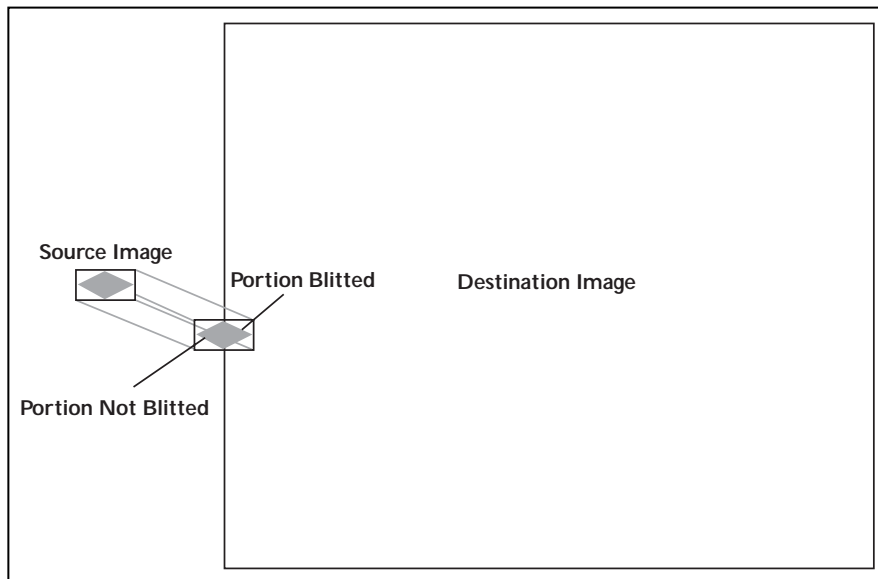 Source Image
Portion Blitted
Destination Image
Portion Not Blitted